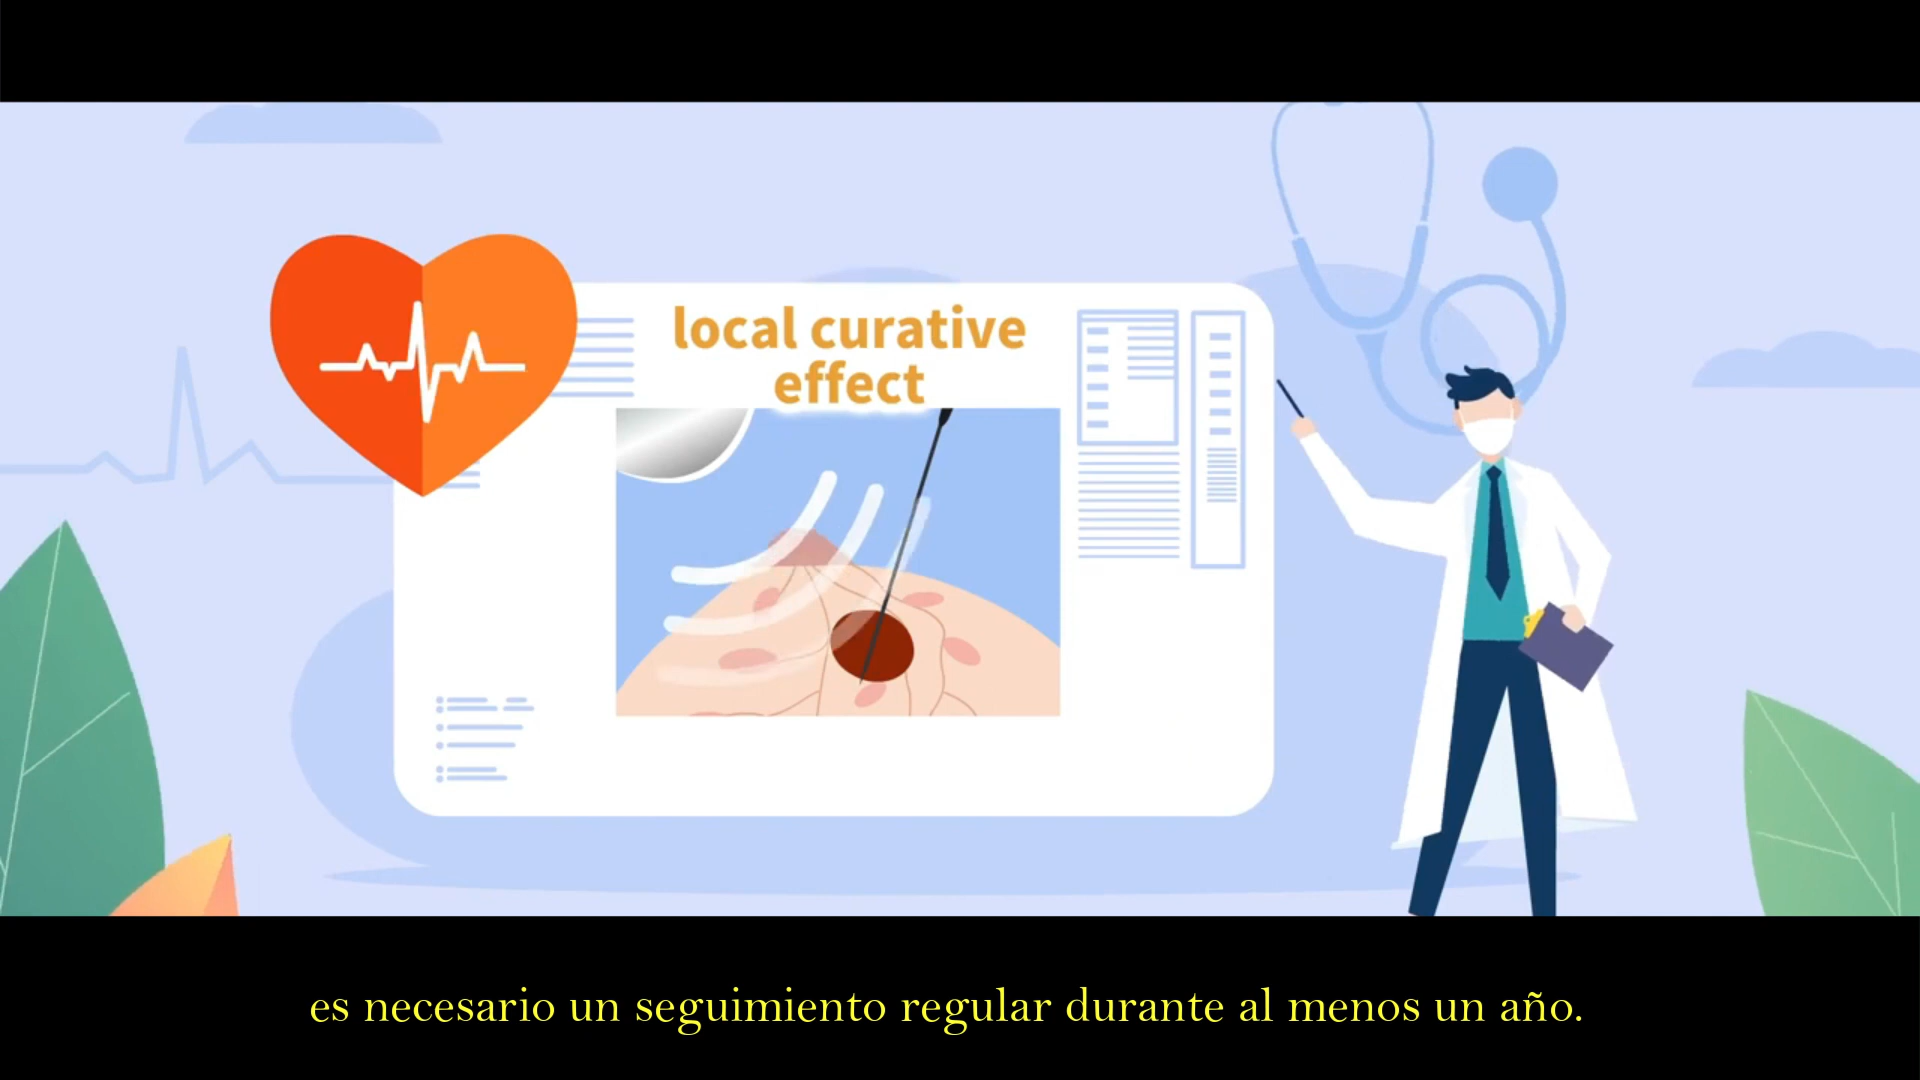 local curative
effect
es necesario un seguimiento regular durante al menos un año.